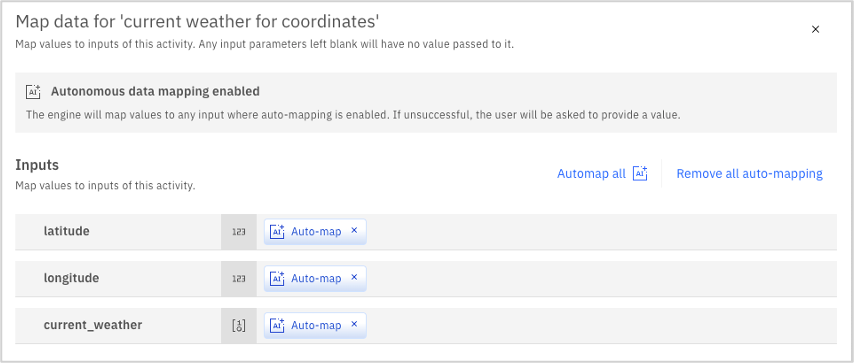 Map data for 'current weather for coordinates'
Map values to inputs of this activity. Any input parameters left blank will have no value passed to it.
Autonomous data mapping enabled
The engine will map values to any input where auto-mapping is enabled. If unsuccessful, the user will be asked to provide a value.
Inputs
Map values to inputs of this activity.
Automap all Remove all auto-mapping
latitude 123 Auto-map
longitude 123 Auto-map
current_weather Auto-map